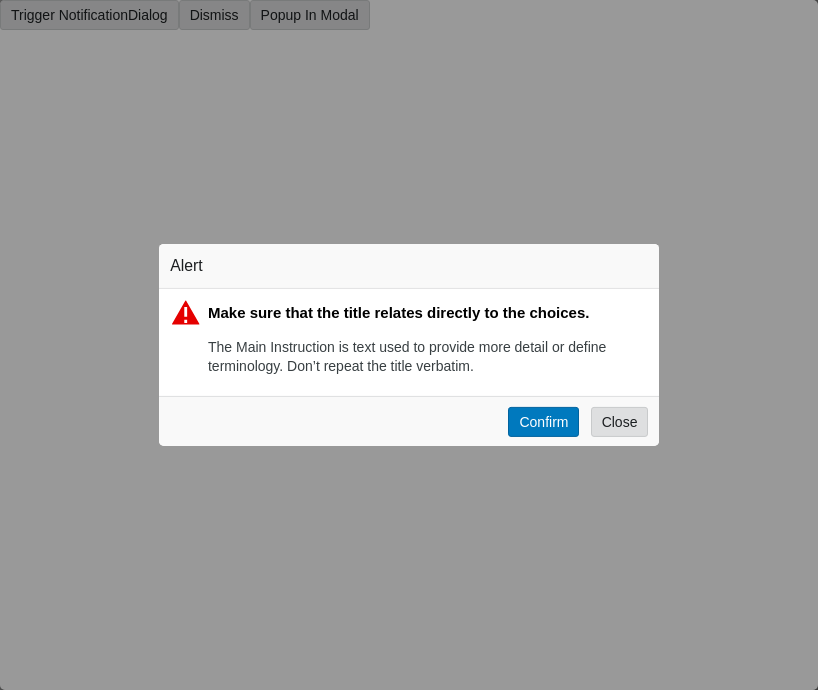 Trigger NotificationDialog Dismiss Popup In Modal
Alert
Make sure that the title relates directly to the choices.
The Main Instruction is text used to provide more detail or define
terminology. Don’t repeat the title verbatim.
Confirm Close